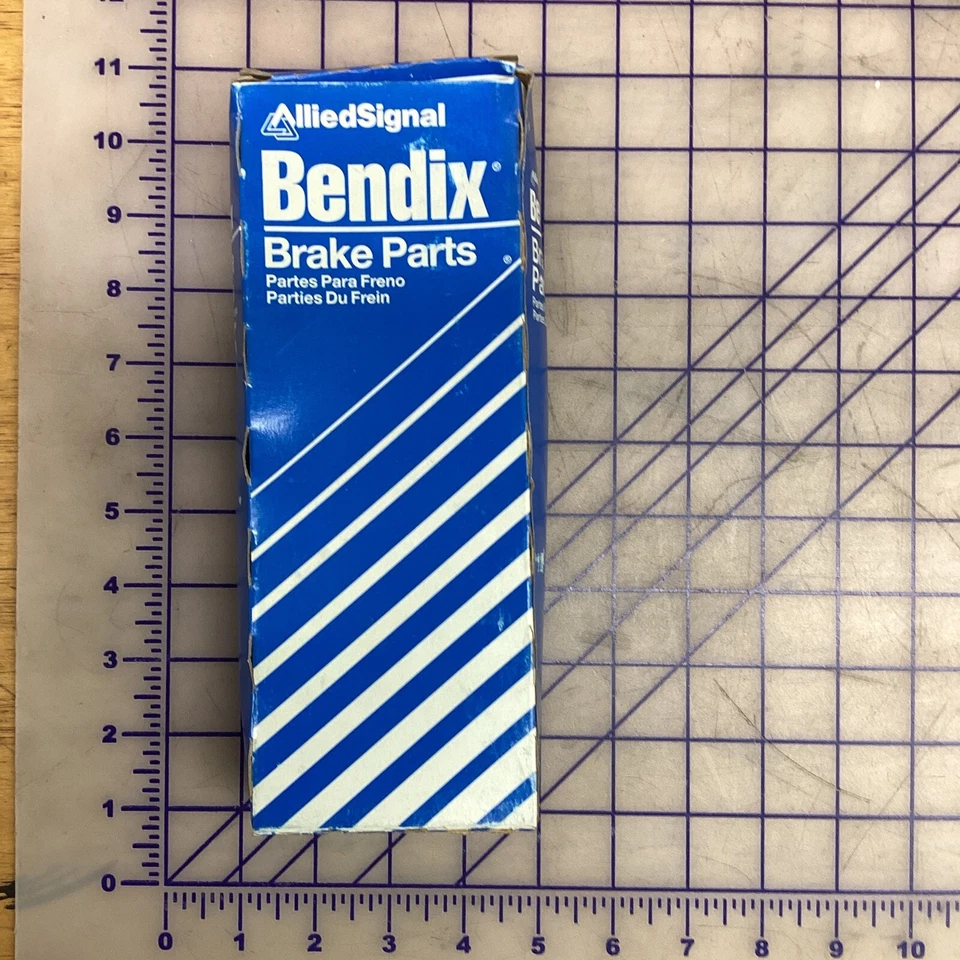 AlliedSignal
Bendix®
Brake Parts®
Partes Para Freno
Parties Du Frein
11
10
9
8
7
6
5
4
3
2
1
0
0 1 2 3 4 5 6 7 8 9 10